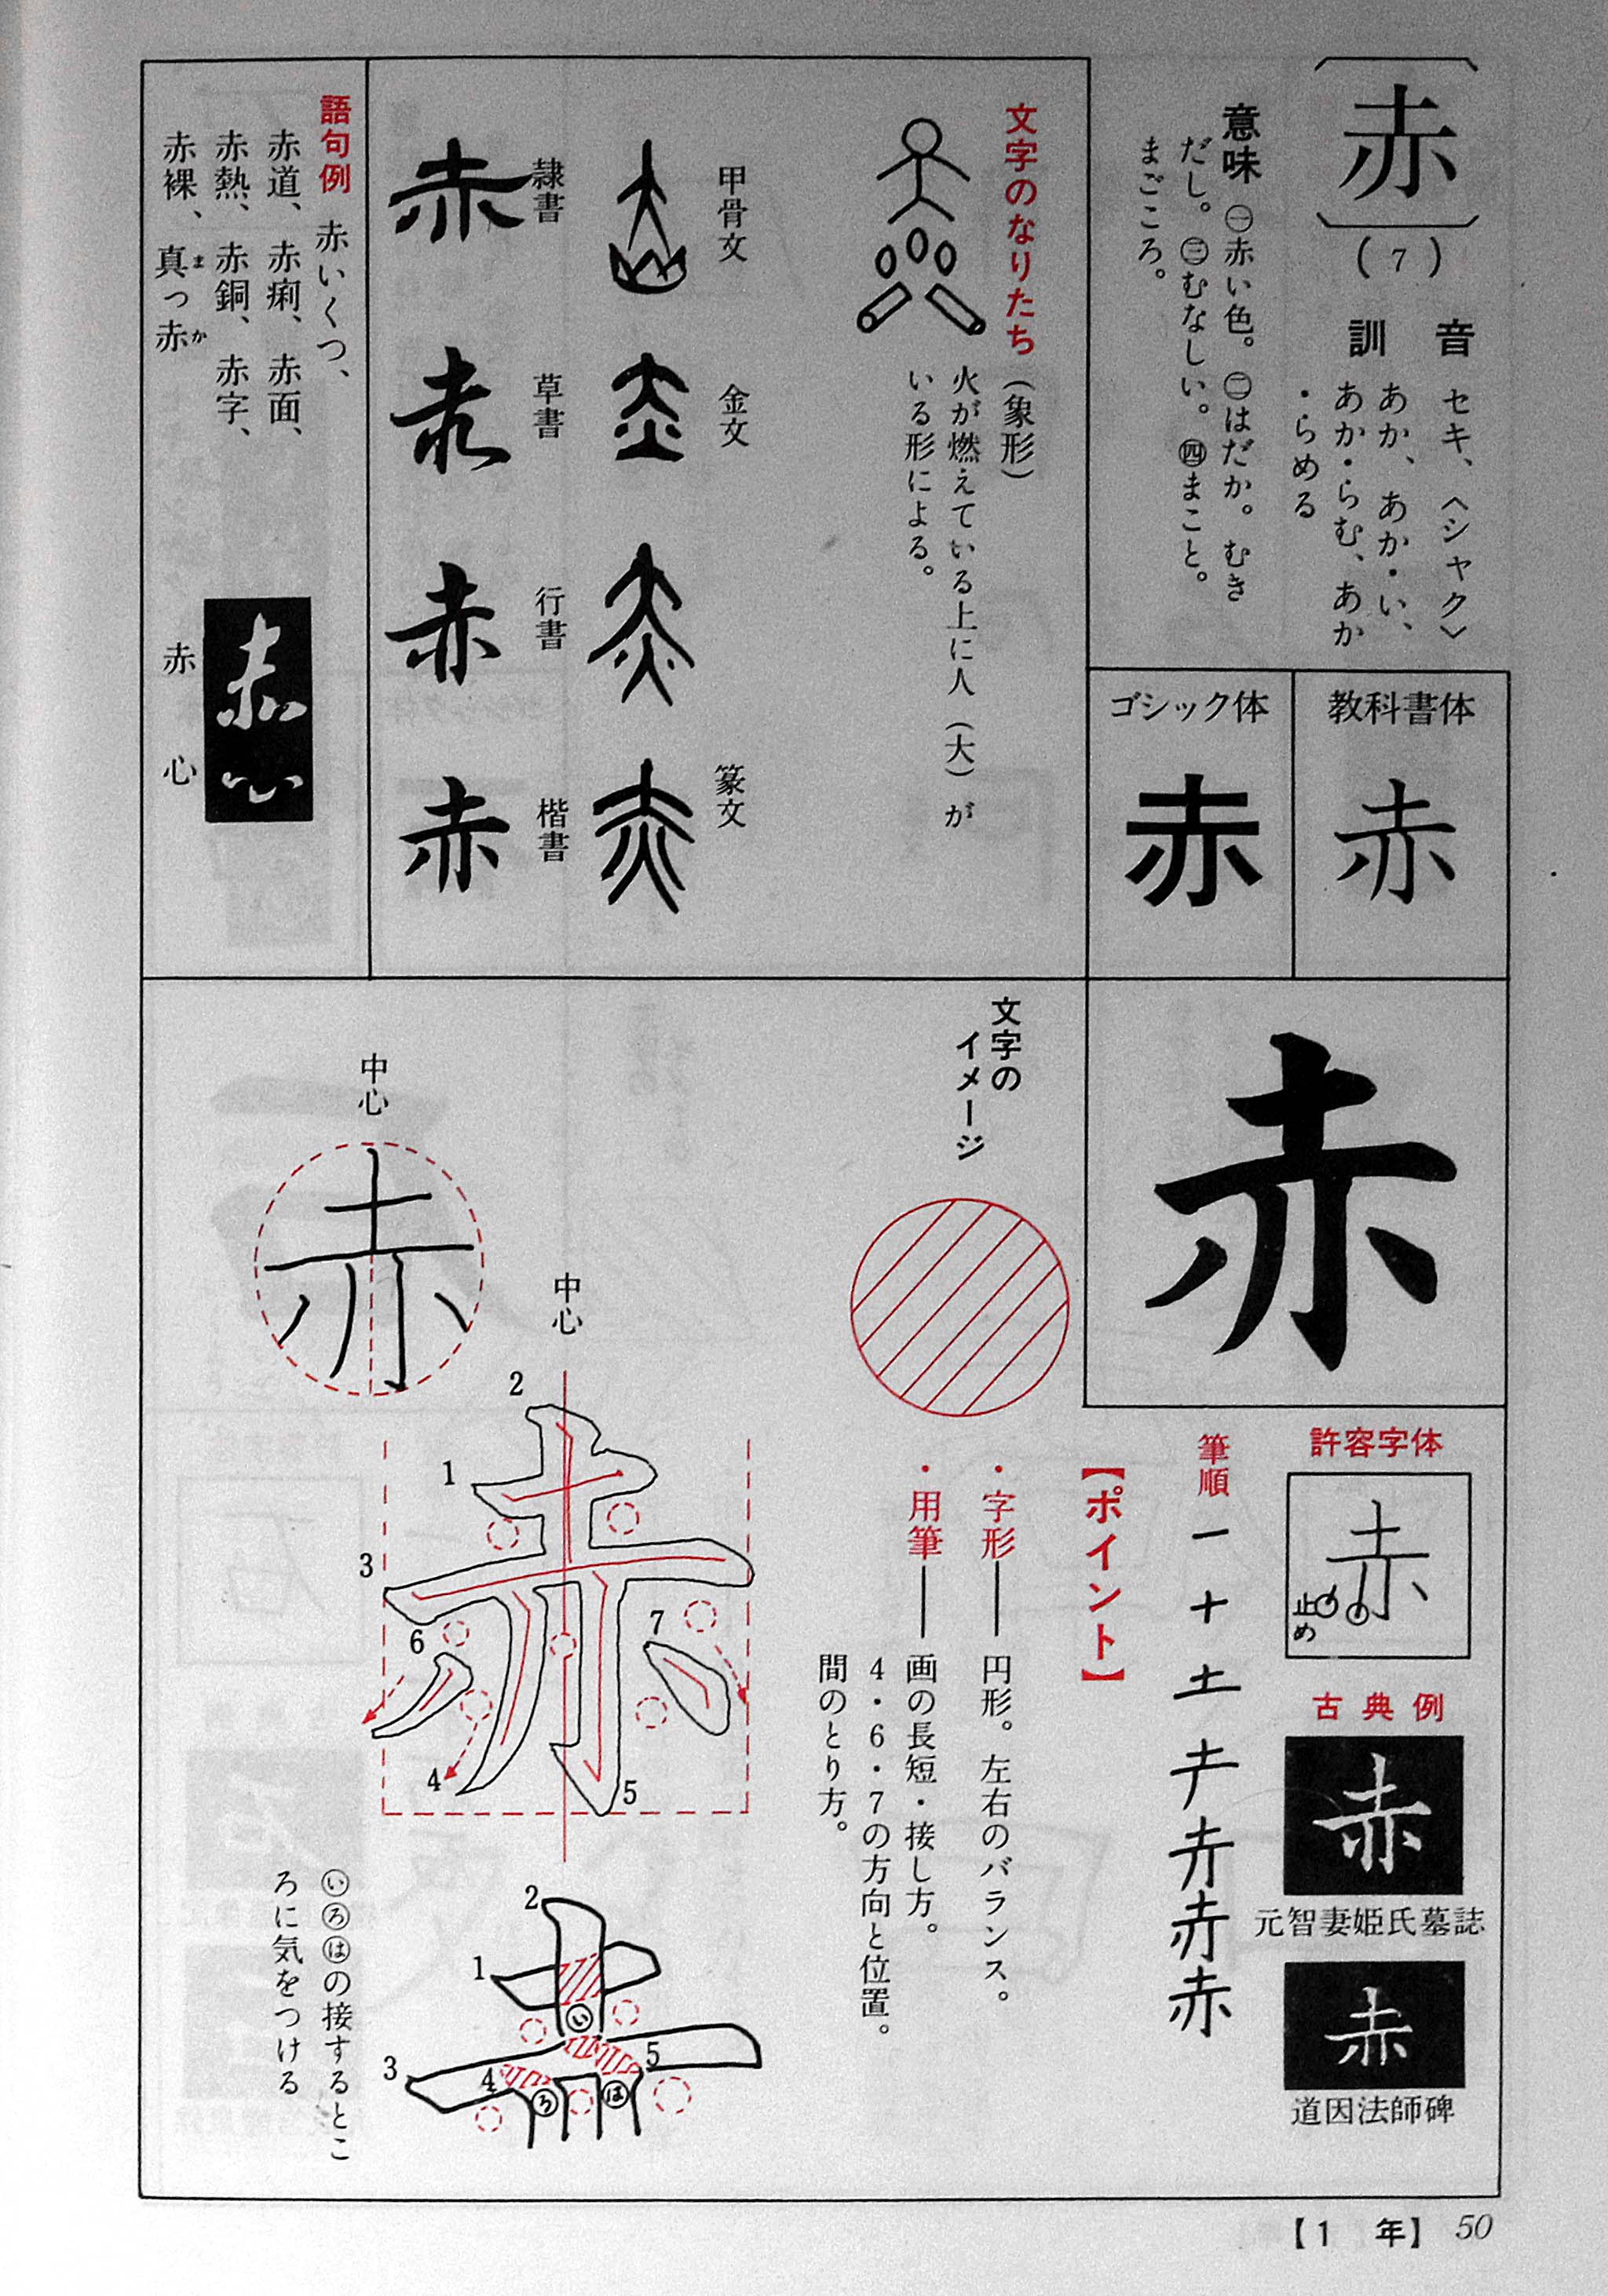 赤
(7)
音 セキ、〈シャク〉
訓 あか、あか・い、
あか・らむ、あか
・らめる
意味 ㊀赤い色。㊁はだか。むき
だし。㊂むなしい。㊃まこと。
まごころ。
教科書体
赤
ゴシック体
赤
文字のなりたち
(象形)
火が燃えている上に人(大)が
いる形による。
甲骨文
金文
篆文
隷書
赤
草書
赤
行書
赤
楷書
赤
語句例 赤いくつ、
赤道、赤痢、赤面、
赤熱、赤銅、赤字、
赤裸、真っ赤
ま か
赤心
赤心
赤
許容字体
赤
止め
古典例
赤
元智妻姫氏墓誌
赤
道因法師碑
筆順
赤
文字の
イメージ
【ポイント】
・字形――円形。左右のバランス。
・用筆――画の長短・接し方。
4・6・7の方向と位置。
間のとり方。
中心
赤
中心
1
2
3
4
5
6
7
1
2
3
4
5
い
ろ
は
いろはの接するとこ
ろに気をつける
【1 年】 50